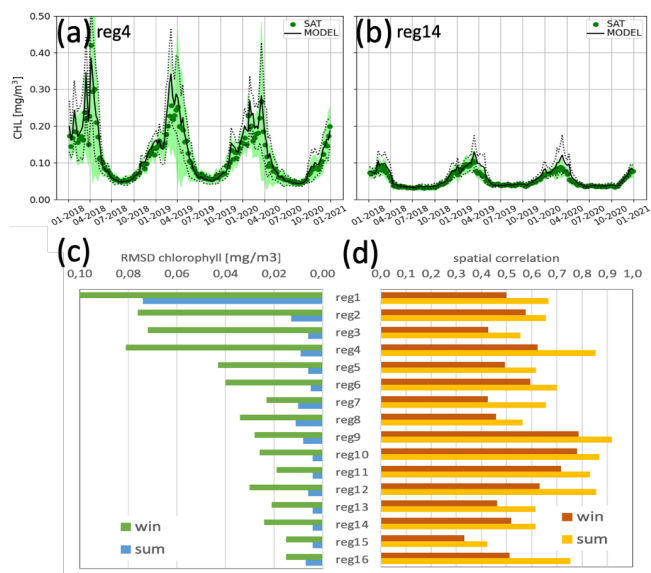 (a) reg4
SAT
MODEL
(b) reg14
SAT
MODEL
CHL [mg/m³]
0.50
0.40
0.30
0.20
0.10
0.00
01-2018
04-2018
07-2018
10-2018
01-2019
04-2019
07-2019
10-2019
01-2020
04-2020
07-2020
10-2020
01-2021
01-2018
04-2018
07-2018
10-2018
01-2019
04-2019
07-2019
10-2019
01-2020
04-2020
07-2020
10-2020
01-2021
(c) RMSD chlorophyll [mg/m3]
0,10 0,08 0,06 0,04 0,02 0,00
(d) spatial correlation
0,0 0,1 0,2 0,3 0,4 0,5 0,6 0,7 0,8 0,9 1,0
reg1
reg2
reg3
reg4
reg5
reg6
reg7
reg8
reg9
reg10
reg11
reg12
reg13
reg14
reg15
reg16
win
sum
win
sum